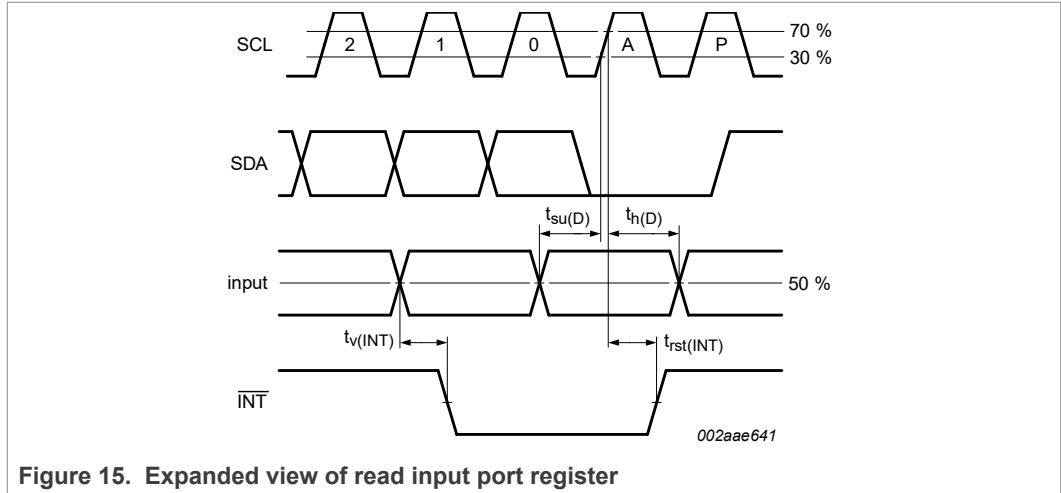 SCL 2 1 0 A P 70 %
30 %
SDA
tsu(D) th(D)
input 50 %
tv(INT) trst(INT)
INT
002aae641
Figure 15. Expanded view of read input port register